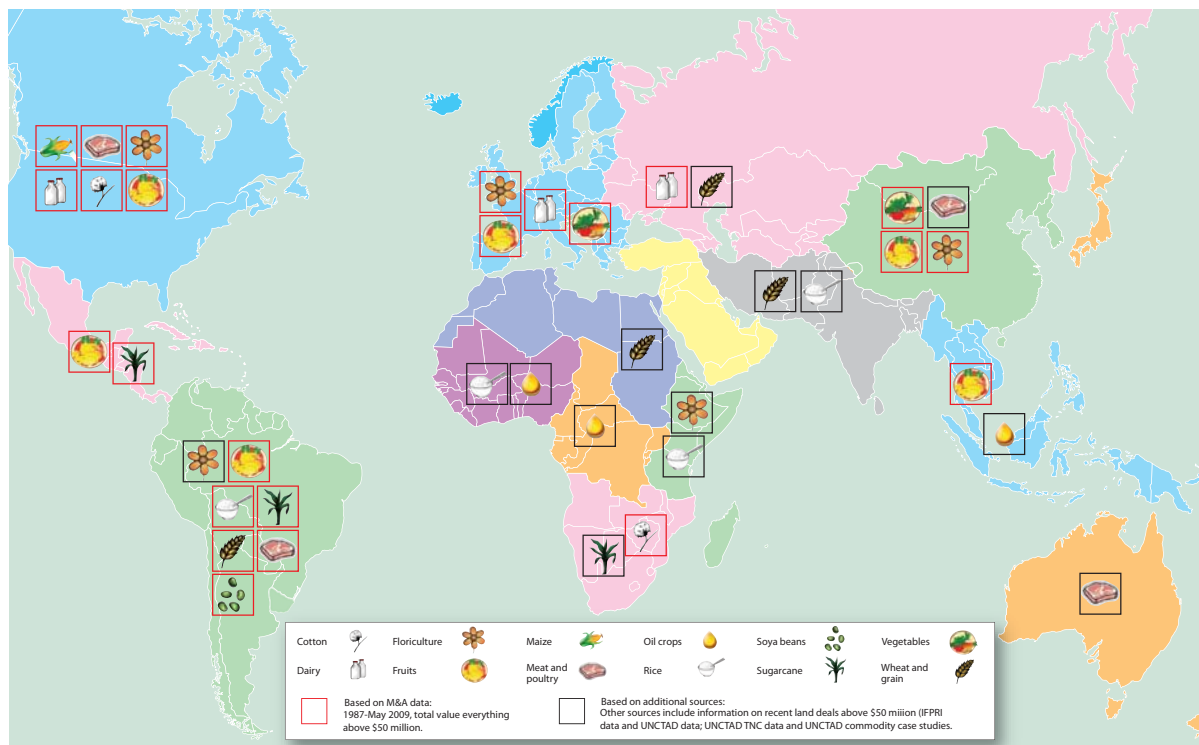 Cotton
Floriculture
Maize
Oil crops
Soya beans
Vegetables
Dairy
Fruits
Meat and
poultry
Rice
Sugarcane
Wheat and
grain
Based on M&A data:
1987-May 2009, total value everything
above $50 million.
Based on additional sources:
Other sources include information on recent land deals above $50 miiion (IFPRI
data and UNCTAD data; UNCTAD TNC data and UNCTAD commodity case studies.